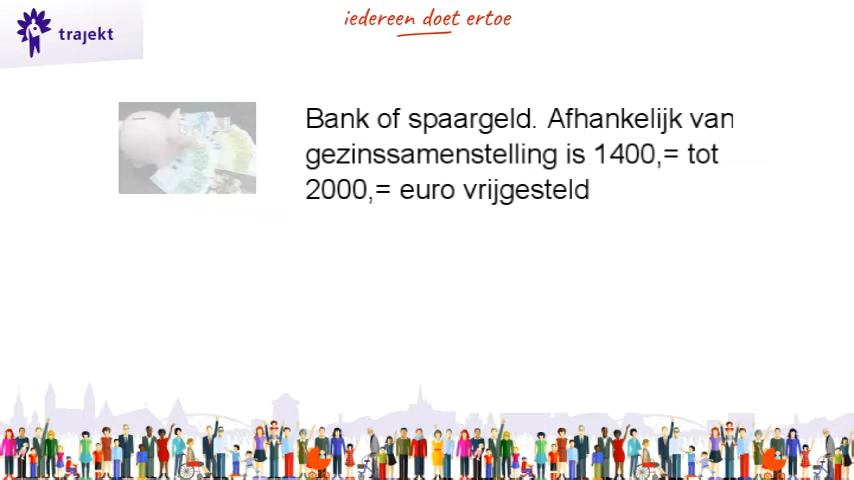 trajekt
iedereen doet ertoe
Bank of spaargeld. Afhankelijk van
gezinssamenstelling is 1400,= tot
2000,= euro vrijgesteld